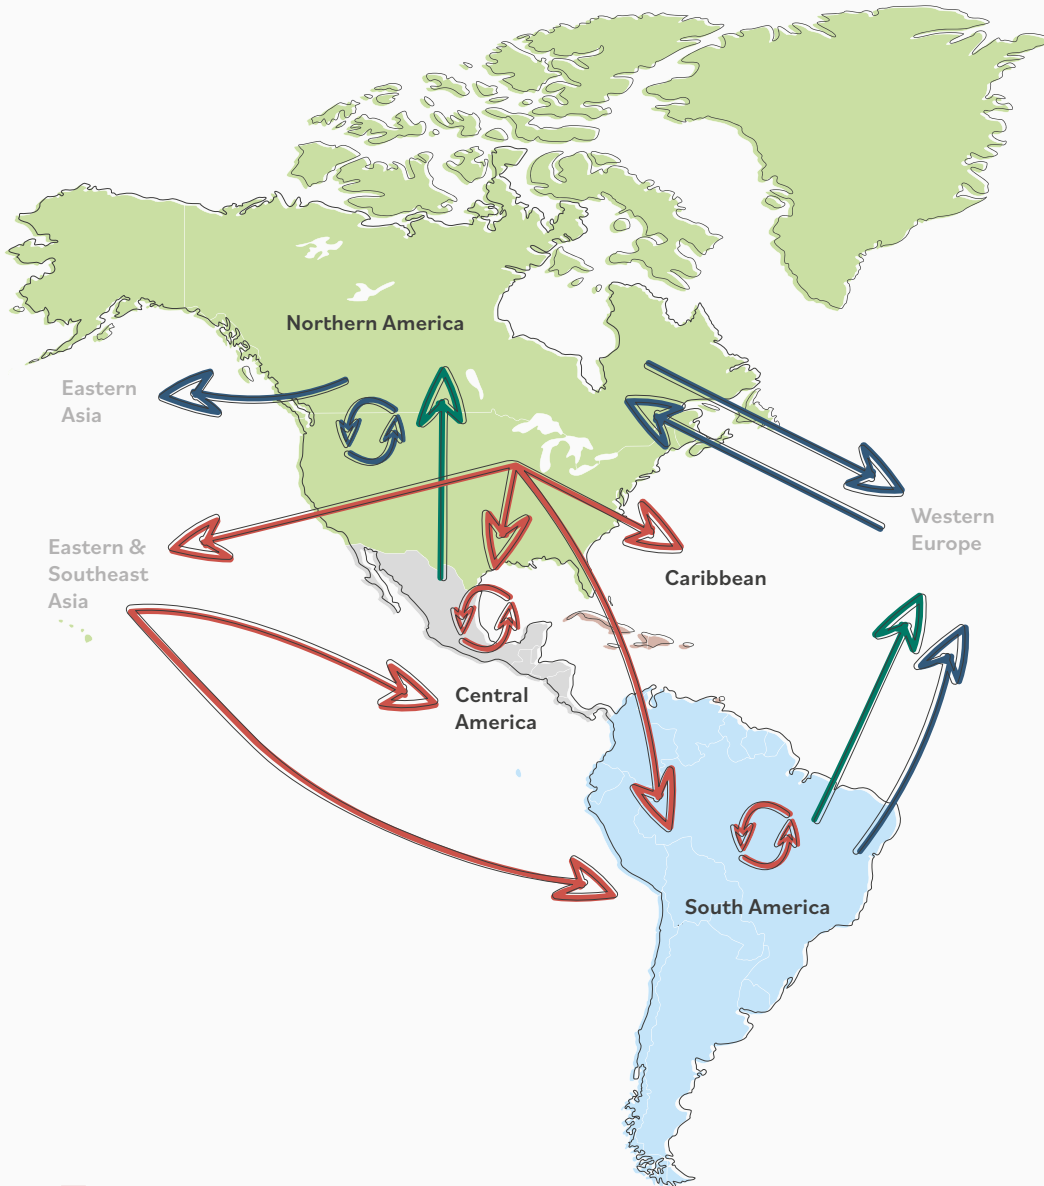 Northern America
Eastern
Asia
Western
Europe
Eastern &
Southeast
Asia
Caribbean
Central
America
South America